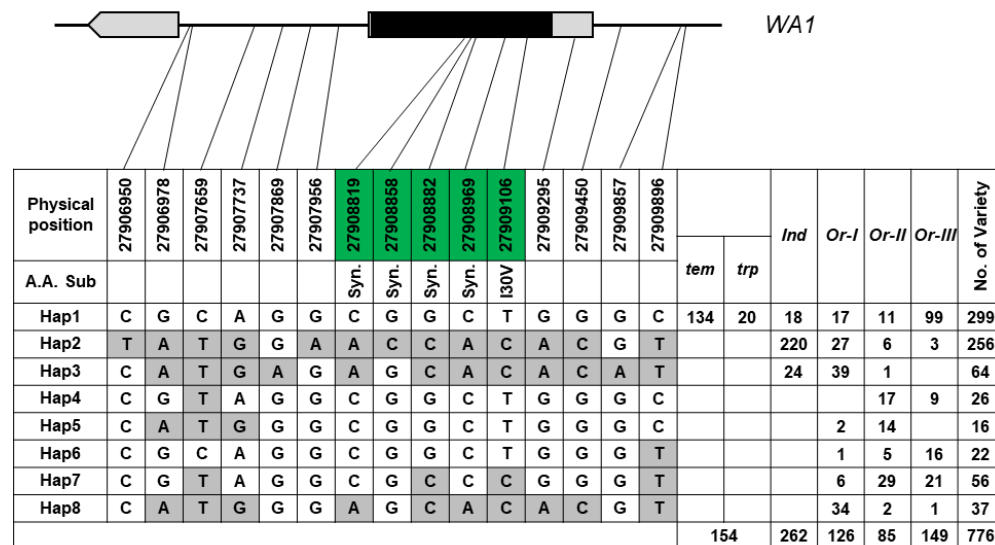 WA1
Physical position 27906950 27906978 27907659 27907737 27907869 27907956 27908819 27908858 27908882 27908969 27909106 27909295 27909450 27909857 27909896 tem trp Ind Or-I Or-II Or-III No. of Variety
A.A. Sub Syn. Syn. Syn. Syn. I30V
Hap1 C G C A G G C G G C T G G G C 134 20 18 17 11 99 299
Hap2 T A T G G A A C C A C A C G T 220 27 6 3 256
Hap3 C A T G A G A G C A C A C A T 24 39 1 64
Hap4 C G T A G G C G G C T G G G C 17 9 26
Hap5 C A T G G G C G G C T G G G C 2 14 16
Hap6 C G C A G G C G G C T G G G T 1 5 16 22
Hap7 C G T A G G C G C C C G G G T 6 29 21 56
Hap8 C A T G G G A G C A C A C G T 34 2 1 37
154 262 126 85 149 776